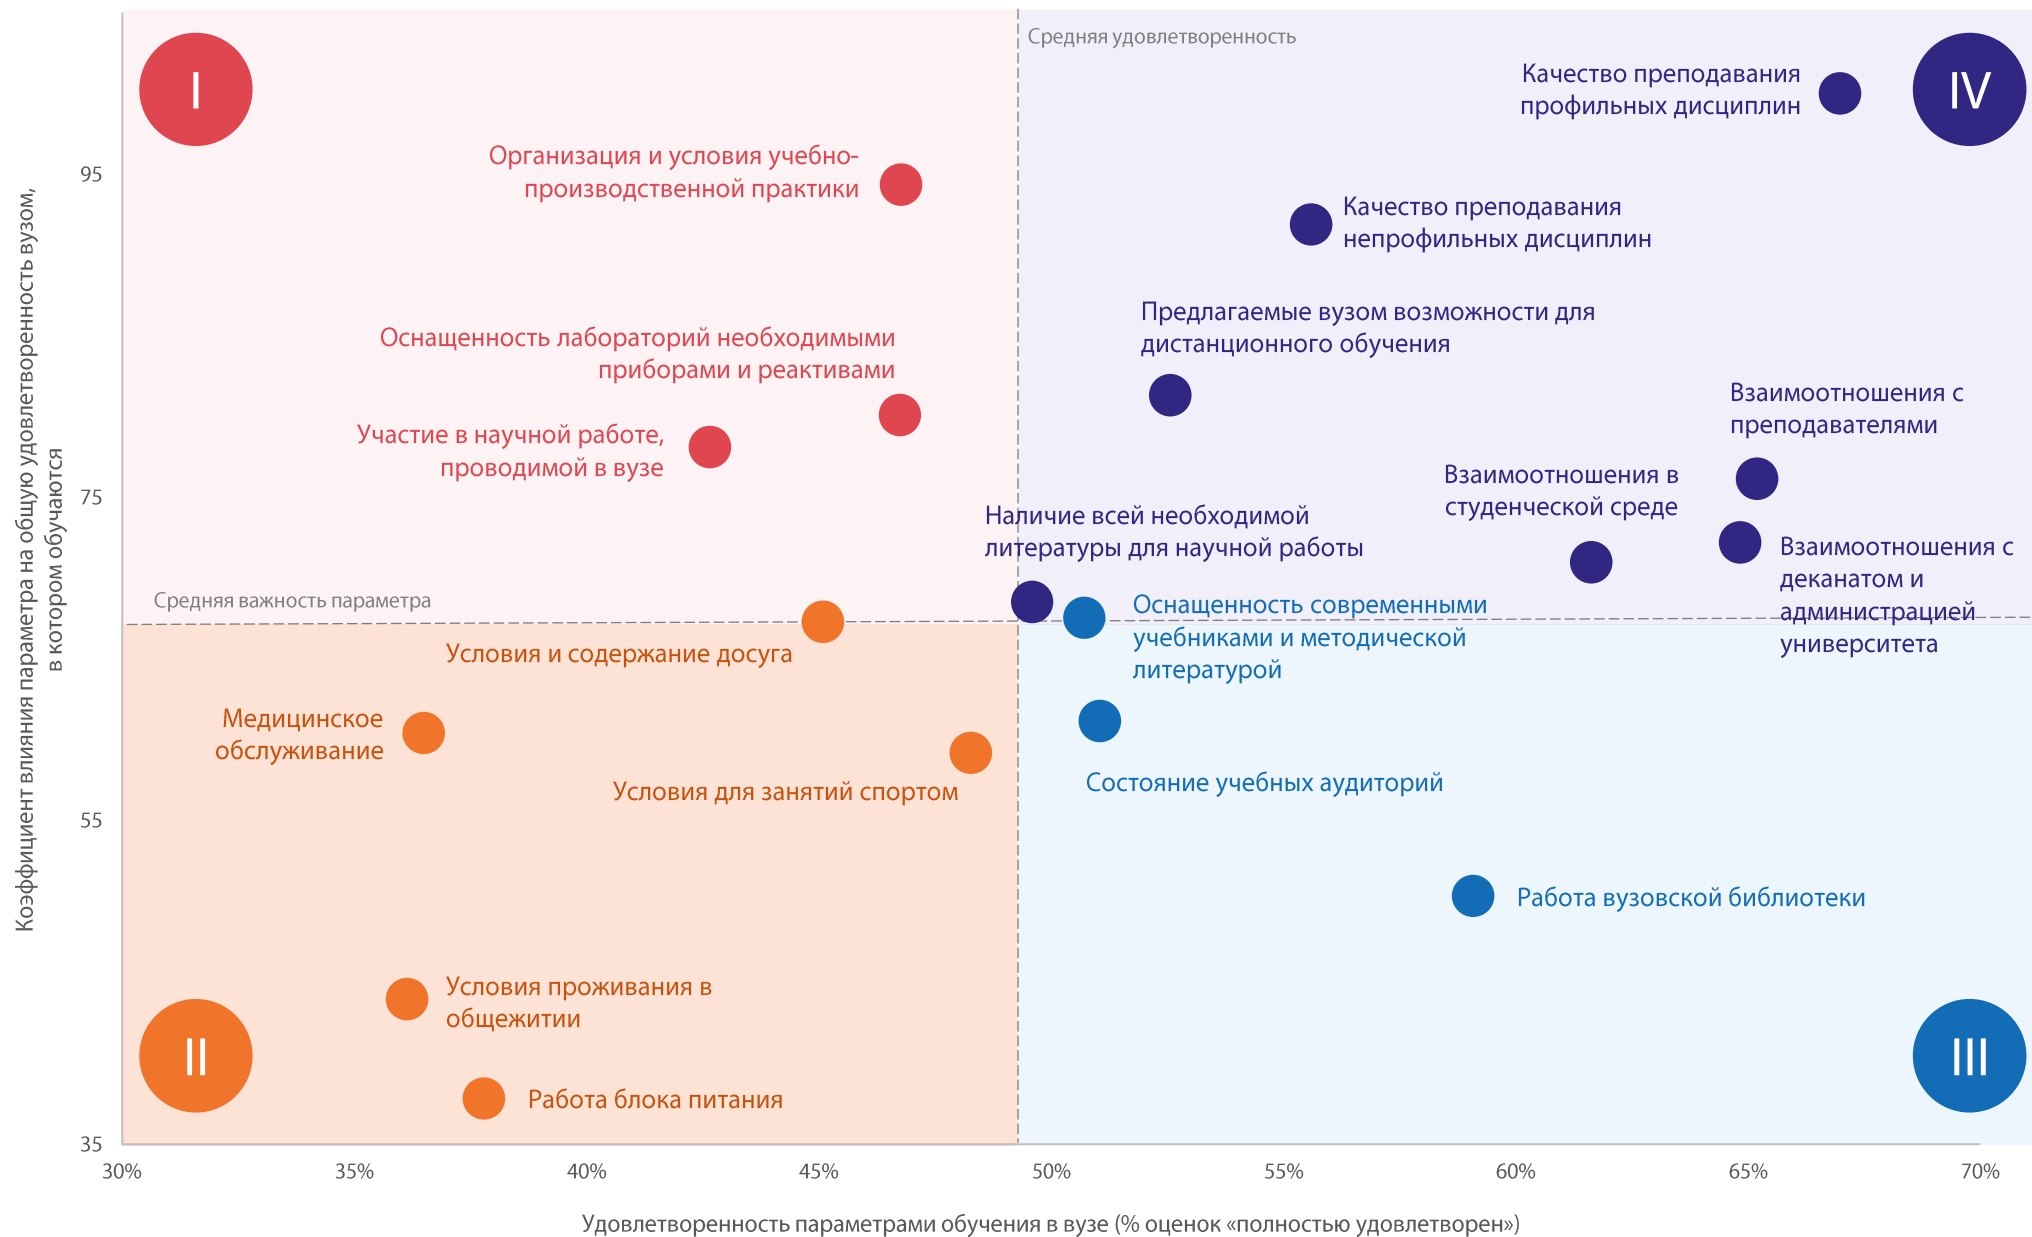 Средняя удовлетворенность
I
IV
Качество преподавания
профильных дисциплин
Организация и условия учебно-
производственной практики
Качество преподавания
непрофильных дисциплин
Предлагаемые вузом возможности для
дистанционного обучения
Оснащенность лабораторий необходимыми
приборами и реактивами
Взаимоотношения с
преподавателями
Участие в научной работе,
проводимой в вузе
Взаимоотношения в
студенческой среде
Наличие всей необходимой
литературы для научной работы
Взаимоотношения с
деканатом и
администрацией
университета
Средняя важность параметра
Оснащенность современными
учебниками и методической
литературой
Условия и содержание досуга
Медицинское
обслуживание
Условия для занятий спортом
Состояние учебных аудиторий
Работа вузовской библиотеки
Условия проживания в
общежитии
II
III
Работа блока питания
Коэффициент влияния параметра на общую удовлетворенность вузом,
в котором обучаются
95
75
55
35
30%
35%
40%
45%
50%
55%
60%
65%
70%
Удовлетворенность параметрами обучения в вузе (% оценок «полностью удовлетворен»)